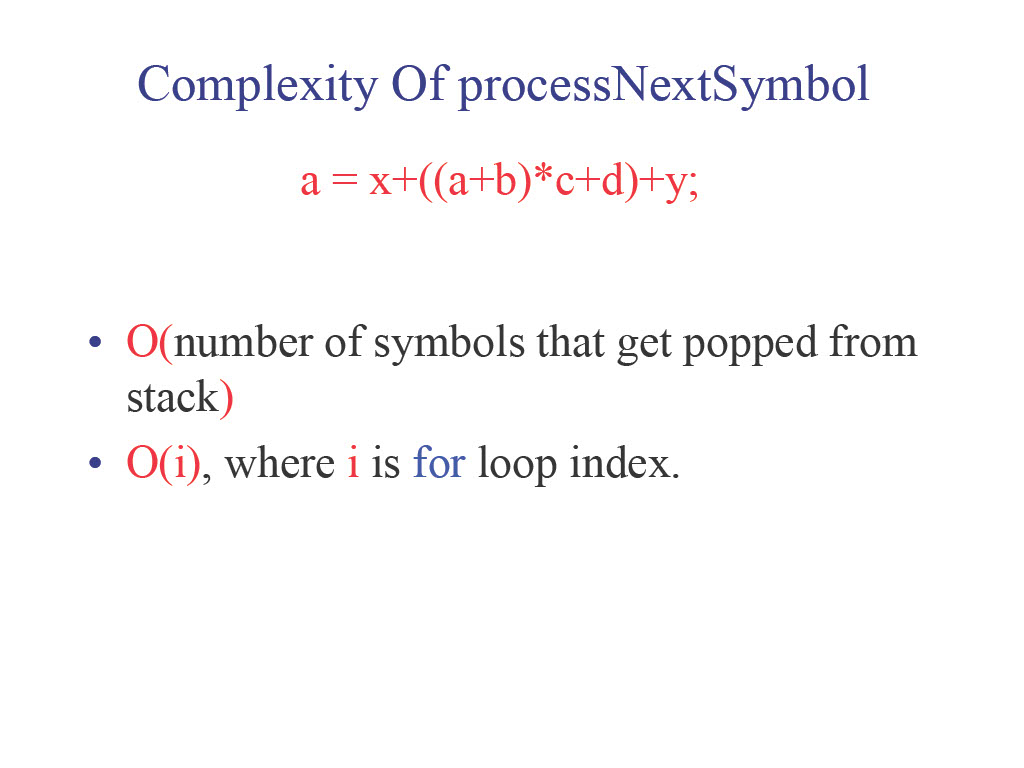 Complexity Of processNextSymbol
a = x+((a+b)*c+d)+y;
• O(number of symbols that get popped from
stack)
• O(i), where i is for loop index.